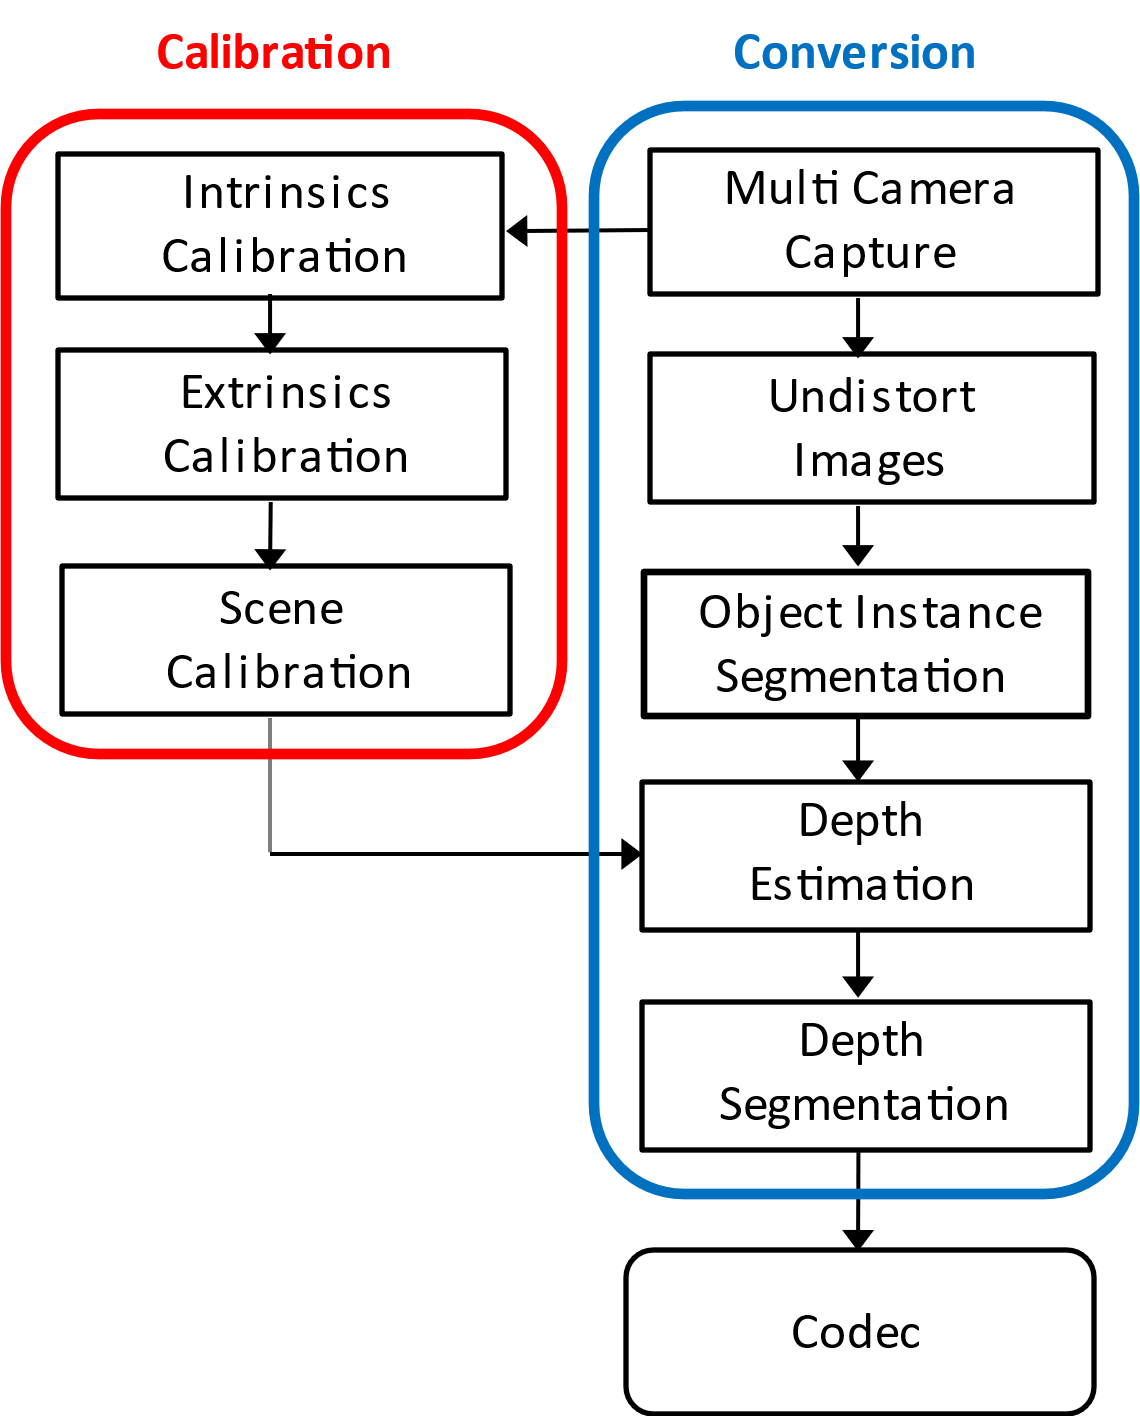 Calibration
Intrinsics
Calibration
Extrinsics
Calibration
Scene
Calibration
Conversion
Multi Camera
Capture
Undistort
Images
Object Instance
Segmentation
Depth
Estimation
Depth
Segmentation
Codec